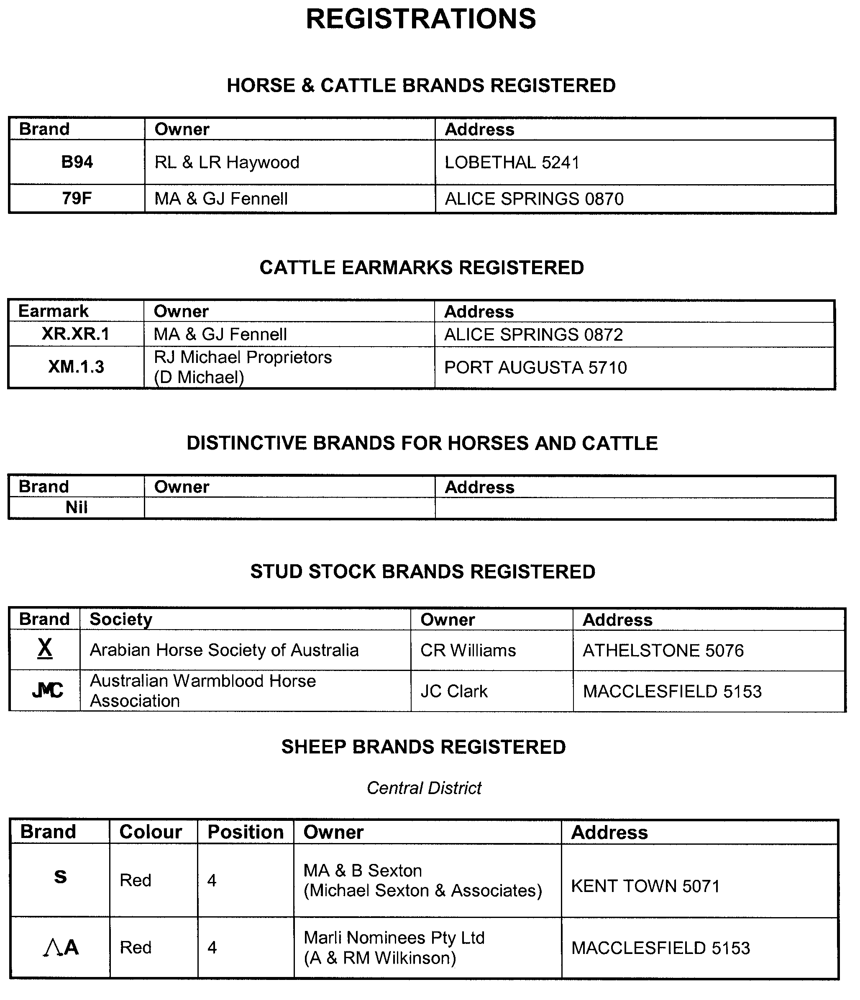 REGISTRATIONS
HORSE & CATTLE BRANDS REGISTERED
Brand Owner Address
B94 RL & LR Haywood LOBETHAL 5241
79F MA & GJ Fennell ALICE SPRINGS 0870
CATTLE EARMARKS REGISTERED
Earmark Owner Address
XR.XR.1 MA & GJ Fennell ALICE SPRINGS 0872
XM.1.3 RJ Michael Proprietors
(D Michael) PORT AUGUSTA 5710
DISTINCTIVE BRANDS FOR HORSES AND CATTLE
Brand Owner Address
Nil
STUD STOCK BRANDS REGISTERED
Brand Society Owner Address
X Arabian Horse Society of Australia CR Williams ATHELSTONE 5076
JMC Australian Warmblood Horse
Association JC Clark MACCLESFIELD 5153
SHEEP BRANDS REGISTERED
Central District
Brand Colour Position Owner Address
S Red 4 MA & B Sexton
(Michael Sexton & Associates) KENT TOWN 5071
A Red 4 Marli Nominees Pty Ltd
(A & RM Wilkinson) MACCLESFIELD 5153